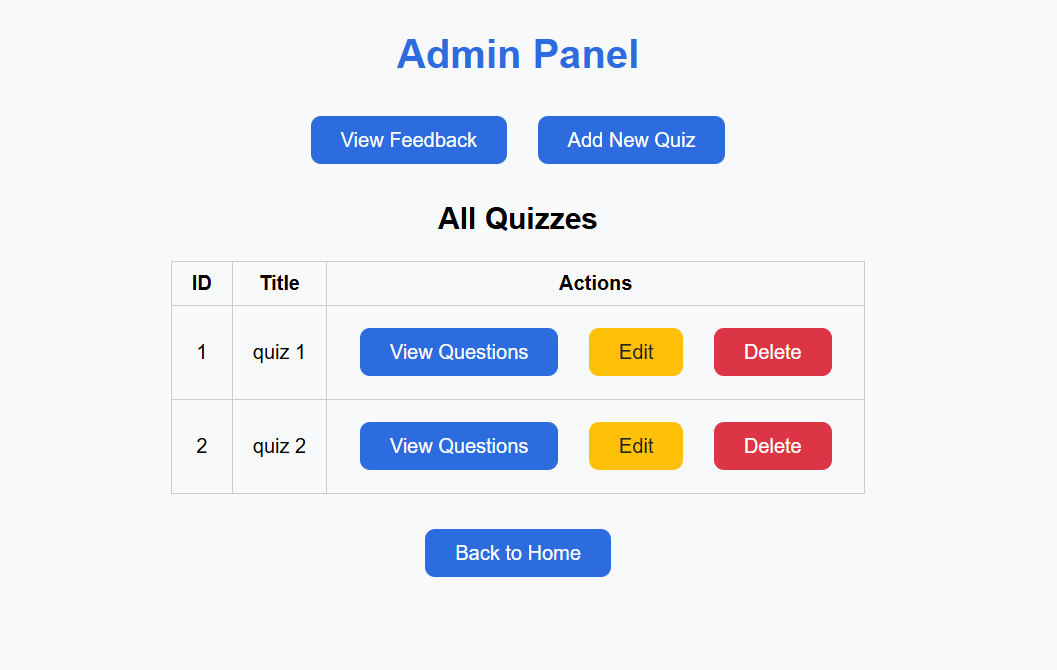 Admin Panel
View Feedback Add New Quiz
All Quizzes
ID Title Actions
1 quiz 1 View Questions Edit Delete
2 quiz 2 View Questions Edit Delete
Back to Home